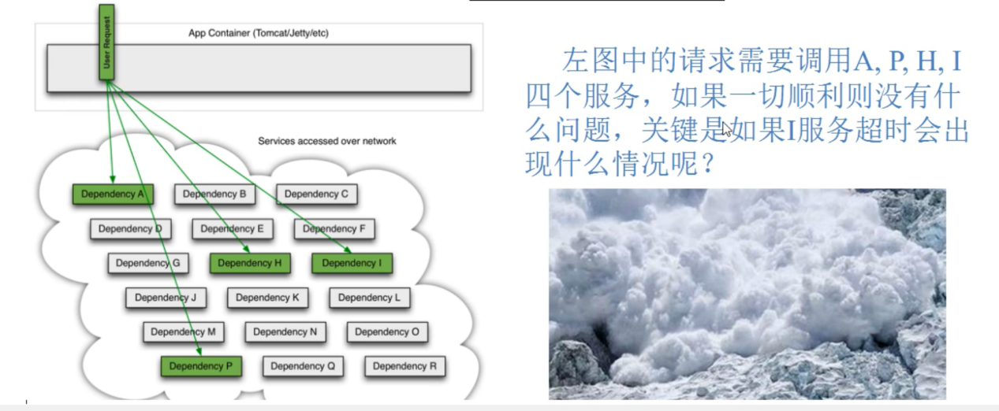 User Request
App Container (Tomcat/Jetty/etc)
Services accessed over network
Dependency A
Dependency B
Dependency C
Dependency D
Dependency E
Dependency F
Dependency G
Dependency H
Dependency I
Dependency J
Dependency K
Dependency L
Dependency M
Dependency N
Dependency O
Dependency P
Dependency Q
Dependency R
左图中的请求需要调用A, P, H, I
四个服务，如果一切顺利则没有什
么问题，关键是如果I服务超时会出
现什么情况呢？